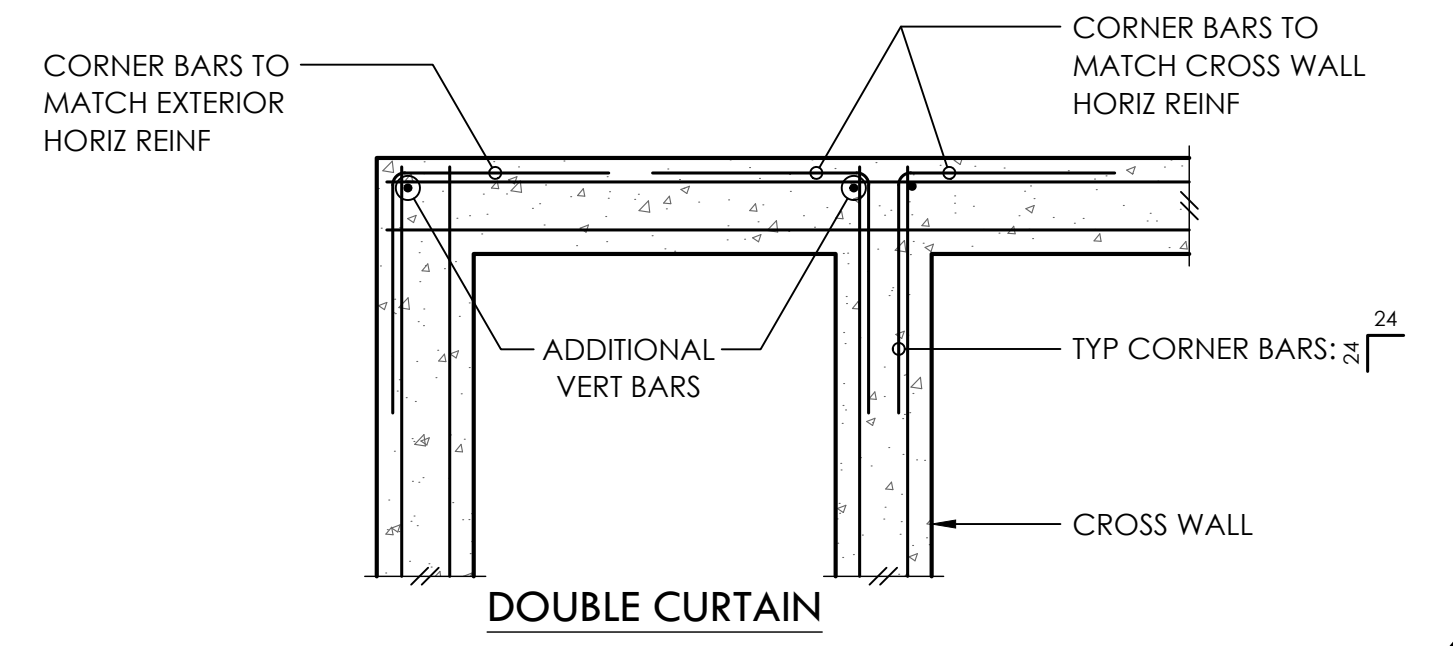 CORNER BARS TO
MATCH EXTERIOR
HORIZ REINF
CORNER BARS TO
MATCH CROSS WALL
HORIZ REINF
ADDITIONAL
VERT BARS
TYP CORNER BARS:
24
24
CROSS WALL
DOUBLE CURTAIN